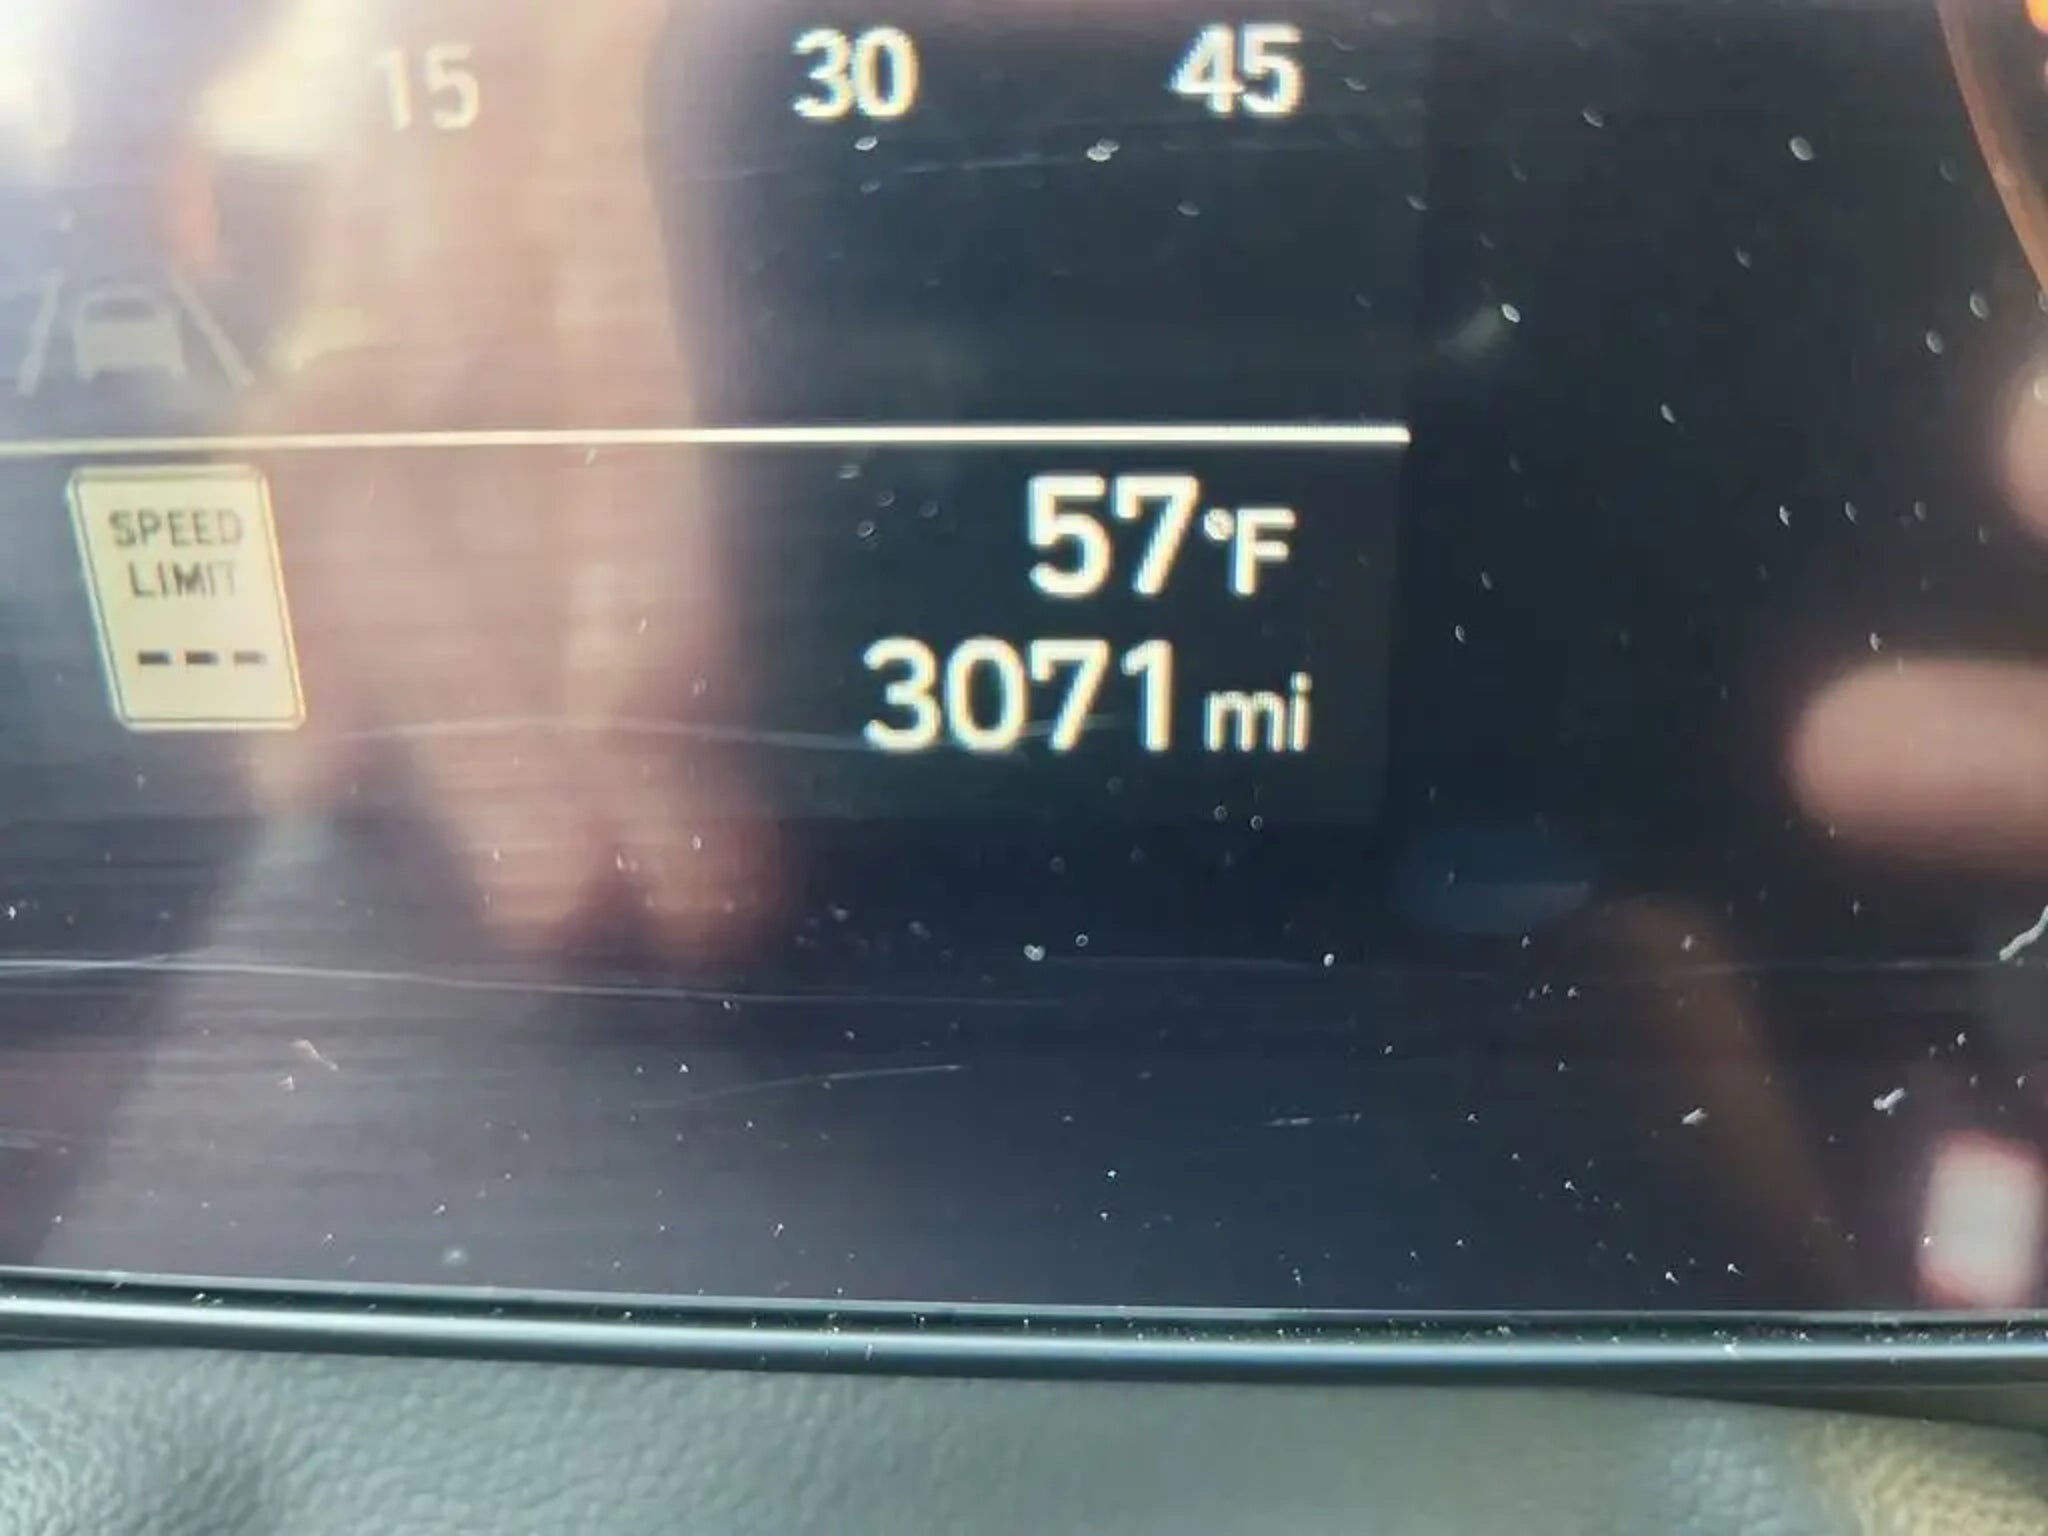 15 30 45
57°F
3071 mi
SPEED
LIMIT
---